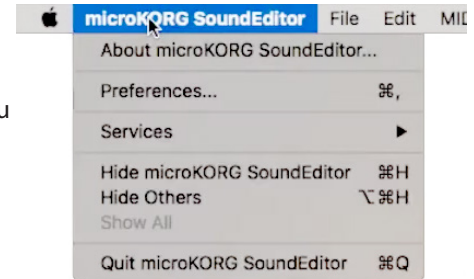 microKORG SoundEditor File Edit MID
About microKORG SoundEditor...
Preferences... ⌘,
u
Services ▶
Hide microKORG SoundEditor ⌘H
Hide Others ⌥⌘H
Show All
Quit microKORG SoundEditor ⌘Q